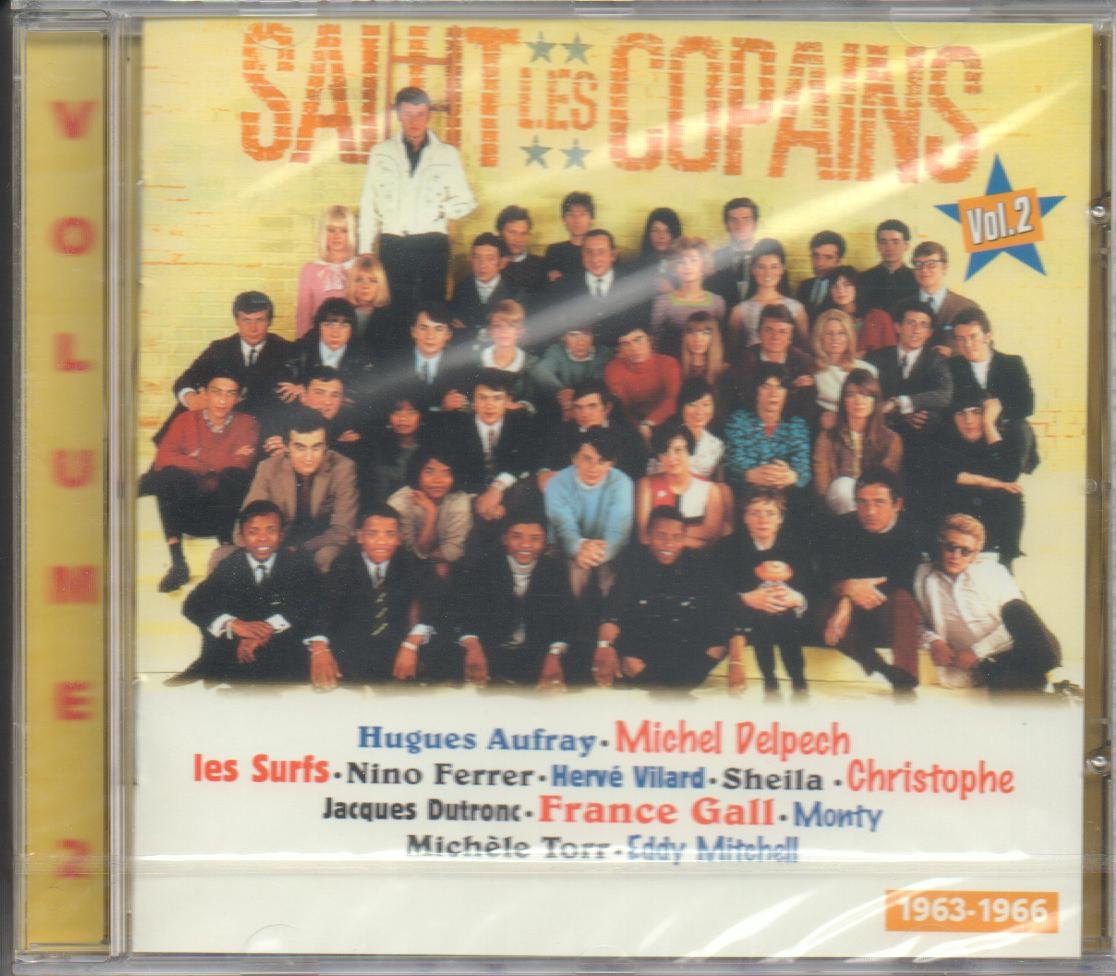 SALUT LES COPAINS
Vol.2
VOLUME 2
Hugues Aufray · Michel Delpech
les Surfs · Nino Ferrer · Hervé Vilard · Sheila · Christophe
Jacques Dutronc · France Gall · Monty
Michèle Torr · Eddy Mitchell
1963-1966